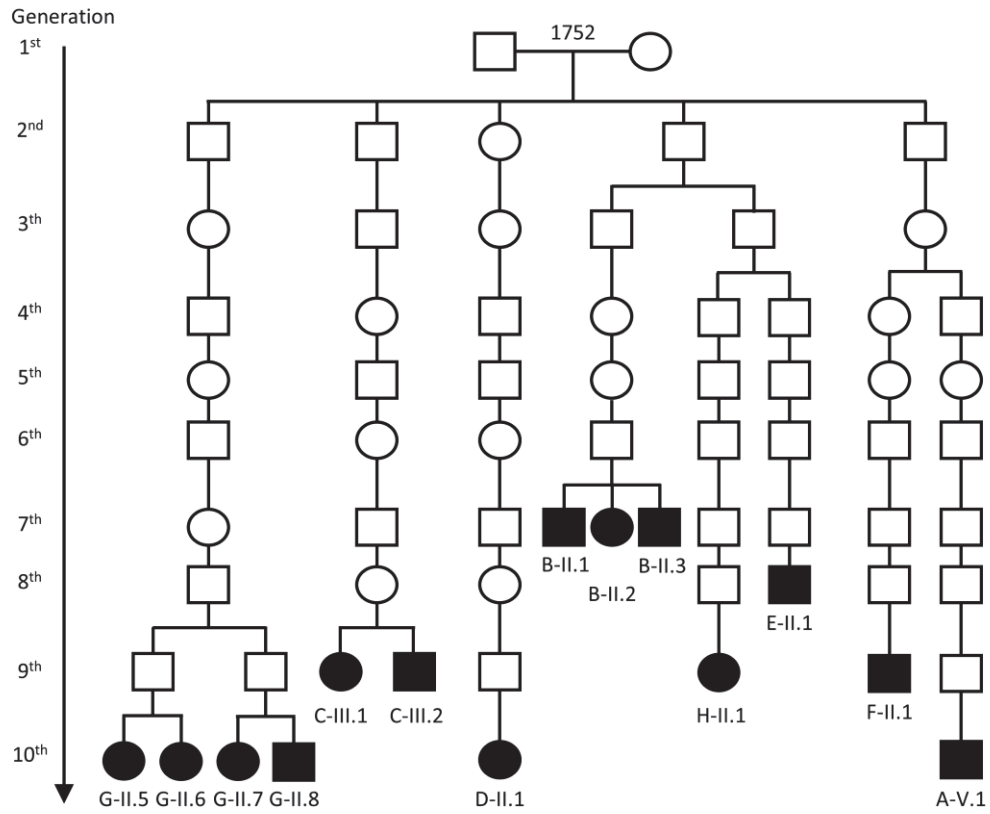 Generation
1st
1752
2nd
3th
4th
5th
6th
7th
B-II.1
B-II.3
8th
B-II.2
E-II.1
9th
C-III.1 C-III.2
H-II.1
F-II.1
10th
G-II.5 G-II.6 G-II.7 G-II.8
D-II.1
A-V.1